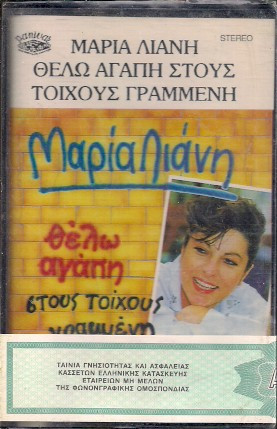 STEREO
ΜΑΡΙΑ ΛΙΑΝΗ
ΘΕΛΩ ΑΓΑΠΗ ΣΤΟΥΣ
ΤΟΙΧΟΥΣ ΓΡΑΜΜΕΝΗ
Μαρία Λιάνη
θέλω
αγάπη
στους τοίχους
γραμμένη
ΤΑΙΝΙΑ ΓΝΗΣΙΟΤΗΤΑΣ ΚΑΙ ΑΣΦΑΛΕΙΑΣ
ΚΑΣΣΕΤΩΝ ΕΛΛΗΝΙΚΗΣ ΚΑΤΑΣΚΕΥΗΣ
ΕΤΑΙΡΕΙΩΝ ΜΗ ΜΕΛΩΝ
ΤΗΣ ΦΩΝΟΓΡΑΦΙΚΗΣ ΟΜΟΣΠΟΝΔΙΑΣ